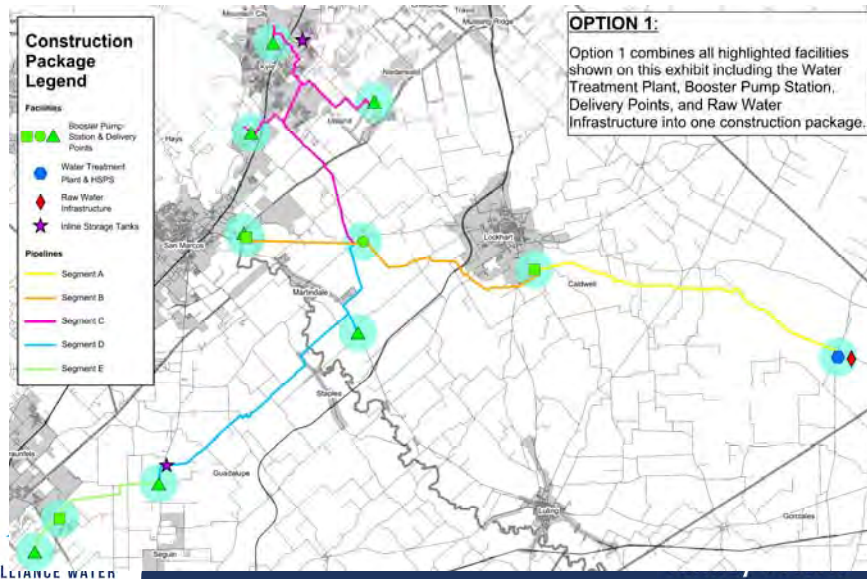 Mountain City
Mustang Ridge
Niederwald
Uhland
Hays
San Marcos
Lockhart
Caldwell
Martindale
Staples
Guadalupe
Luling
Gonzales
Seguin
Construction
Package
Legend
Facilities
Booster Pump
Station & Delivery
Points
Water Treatment
Plant & HSPS
Raw Water
Infrastructure
Inline Storage Tanks
Pipelines
Segment A
Segment B
Segment C
Segment D
Segment E
OPTION 1:
Option 1 combines all highlighted facilities
shown on this exhibit including the Water
Treatment Plant, Booster Pump Station,
Delivery Points, and Raw Water
Infrastructure into one construction package.
LLIANCE WATER